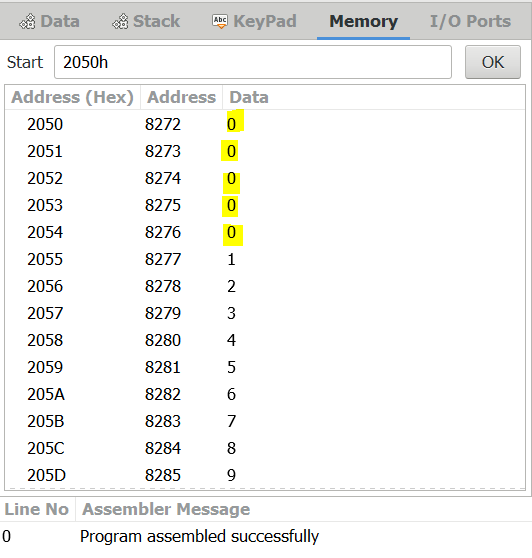 Data Stack Abc KeyPad Memory I/O Ports
Start 2050h OK
Address (Hex) Address Data
2050 8272 0
2051 8273 0
2052 8274 0
2053 8275 0
2054 8276 0
2055 8277 1
2056 8278 2
2057 8279 3
2058 8280 4
2059 8281 5
205A 8282 6
205B 8283 7
205C 8284 8
205D 8285 9
Line No Assembler Message
0 Program assembled successfully